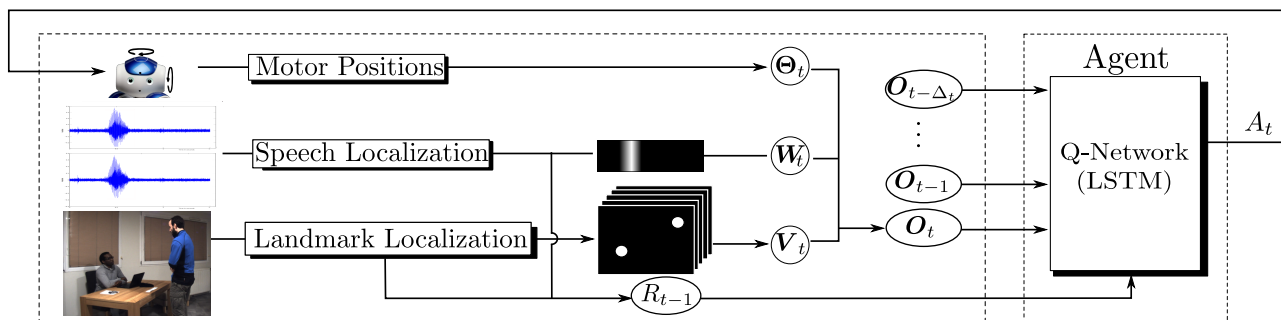 Motor Positions
Θ_t
Agent
O_{t-Δ_t}
A_t
Speech Localization
W_t
Q-Network
(LSTM)
O_{t-1}
Landmark Localization
V_t
O_t
R_{t-1}